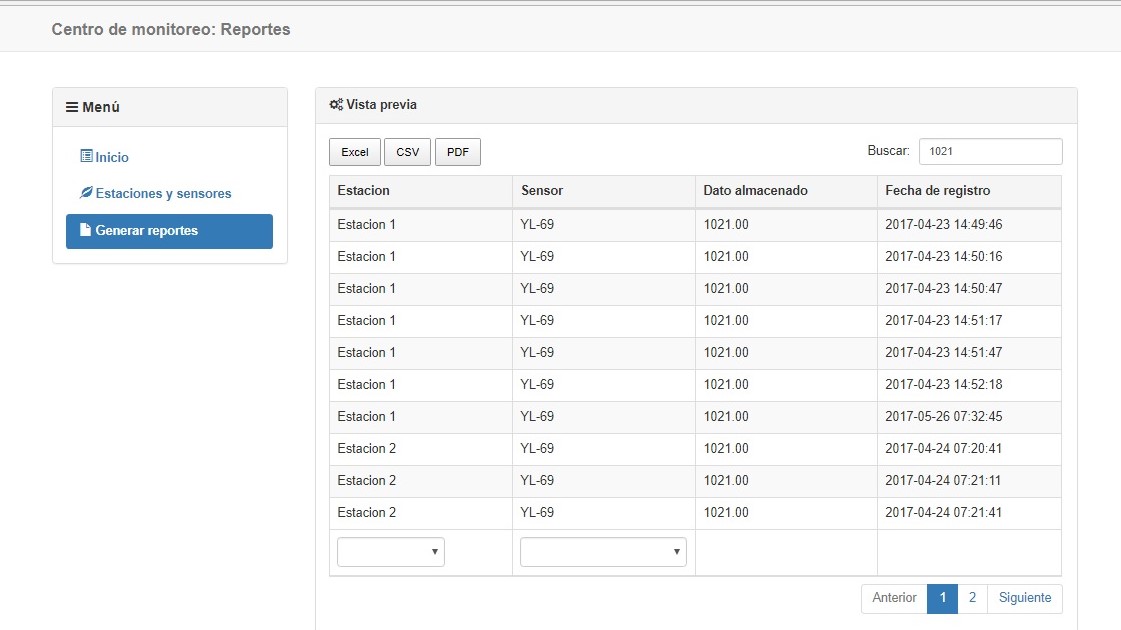 Centro de monitoreo: Reportes
Menú
Inicio
Estaciones y sensores
Generar reportes
Vista previa
Excel CSV PDF Buscar: 1021
Estacion Sensor Dato almacenado Fecha de registro
Estacion 1 YL-69 1021.00 2017-04-23 14:49:46
Estacion 1 YL-69 1021.00 2017-04-23 14:50:16
Estacion 1 YL-69 1021.00 2017-04-23 14:50:47
Estacion 1 YL-69 1021.00 2017-04-23 14:51:17
Estacion 1 YL-69 1021.00 2017-04-23 14:51:47
Estacion 1 YL-69 1021.00 2017-04-23 14:52:18
Estacion 1 YL-69 1021.00 2017-05-26 07:32:45
Estacion 2 YL-69 1021.00 2017-04-24 07:20:41
Estacion 2 YL-69 1021.00 2017-04-24 07:21:11
Estacion 2 YL-69 1021.00 2017-04-24 07:21:41
Anterior 1 2 Siguiente